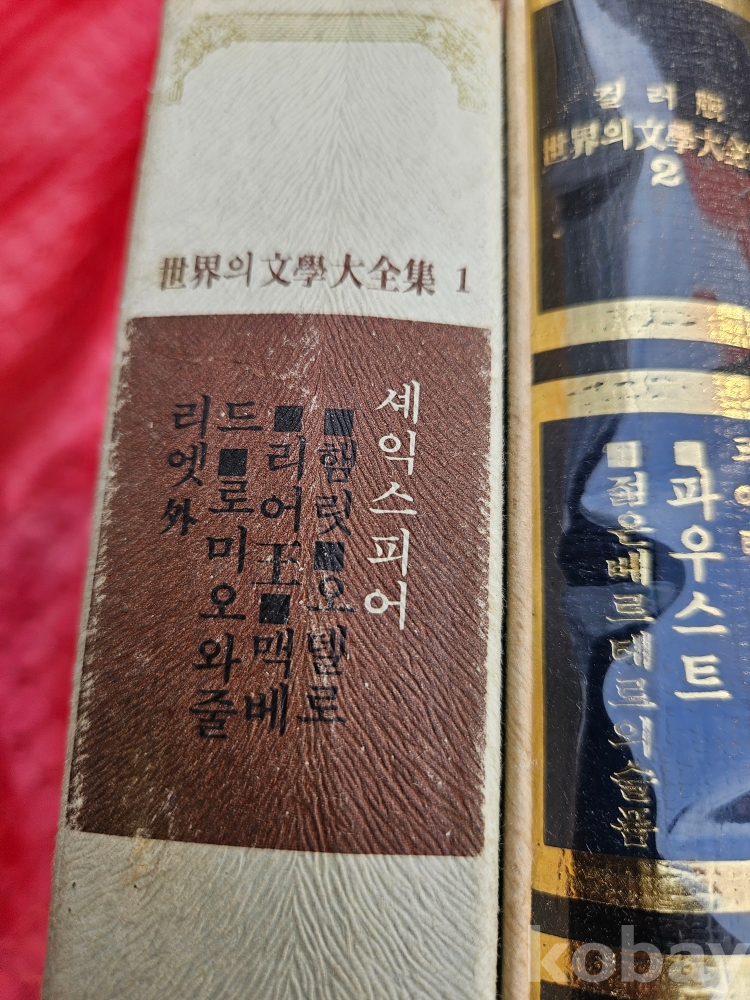 世界의文學大全集 1
셰익스피어
■햄릿■오텔로
■리어王■맥베
드■로미오와줄
리엣外
컬러版
世界의文學大全
2
■파우스트
■젊은베르테르의슬픔
kobay